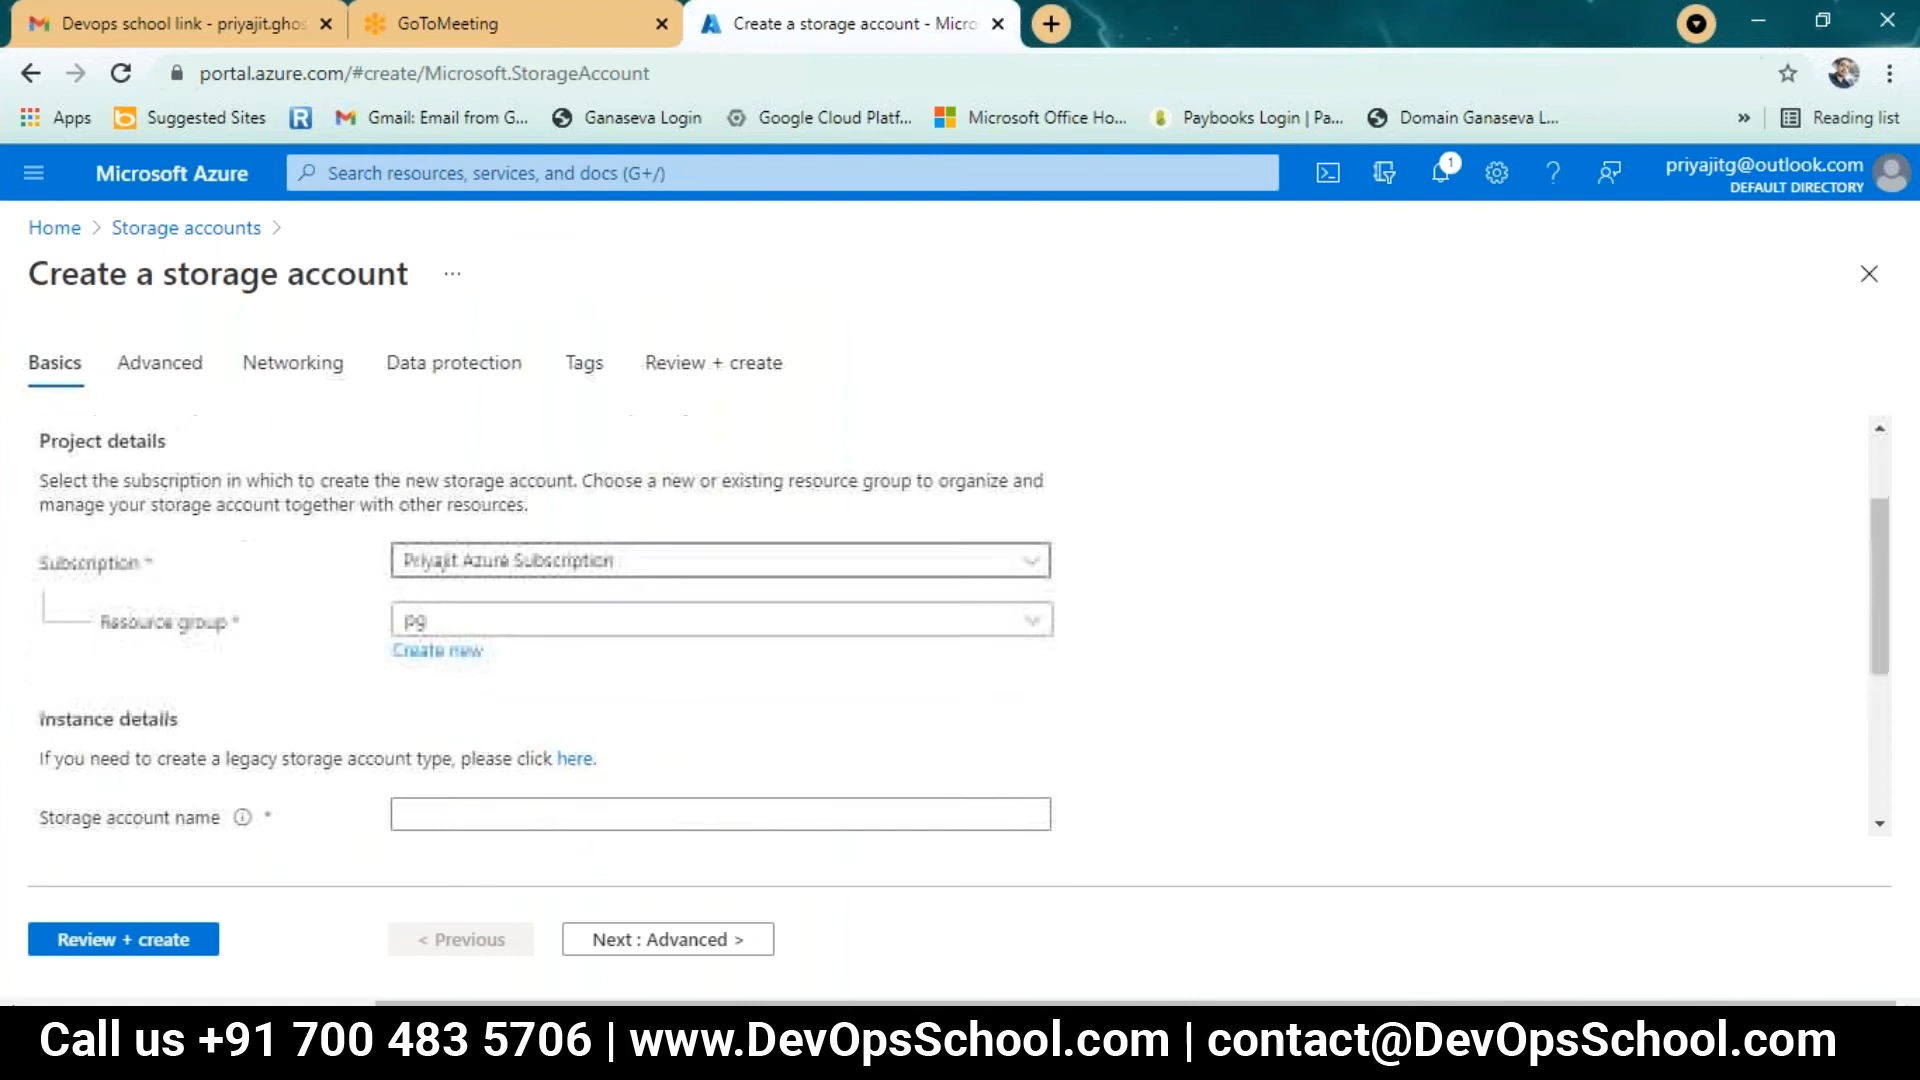 Devops school link - priyajit.ghos
GoToMeeting
Create a storage account - Micro
portal.azure.com/#create/Microsoft.StorageAccount
Apps
Suggested Sites
R
Gmail: Email from G...
Ganaseva Login
Google Cloud Platf...
Microsoft Office Ho...
Paybooks Login | Pa...
Domain Ganaseva L...
»
Reading list
Microsoft Azure
Search resources, services, and docs (G+/)
1
priyajitg@outlook.com
DEFAULT DIRECTORY
Home > Storage accounts >
Create a storage account ...
Basics
Advanced
Networking
Data protection
Tags
Review + create
Project details
Select the subscription in which to create the new storage account. Choose a new or existing resource group to organize and
manage your storage account together with other resources.
Subscription *
Priyajit Azure Subscription
Resource group *
pg
Create new
Instance details
If you need to create a legacy storage account type, please click here.
Storage account name *
Review + create
< Previous
Next : Advanced >
Call us +91 700 483 5706 | www.DevOpsSchool.com | contact@DevOpsSchool.com